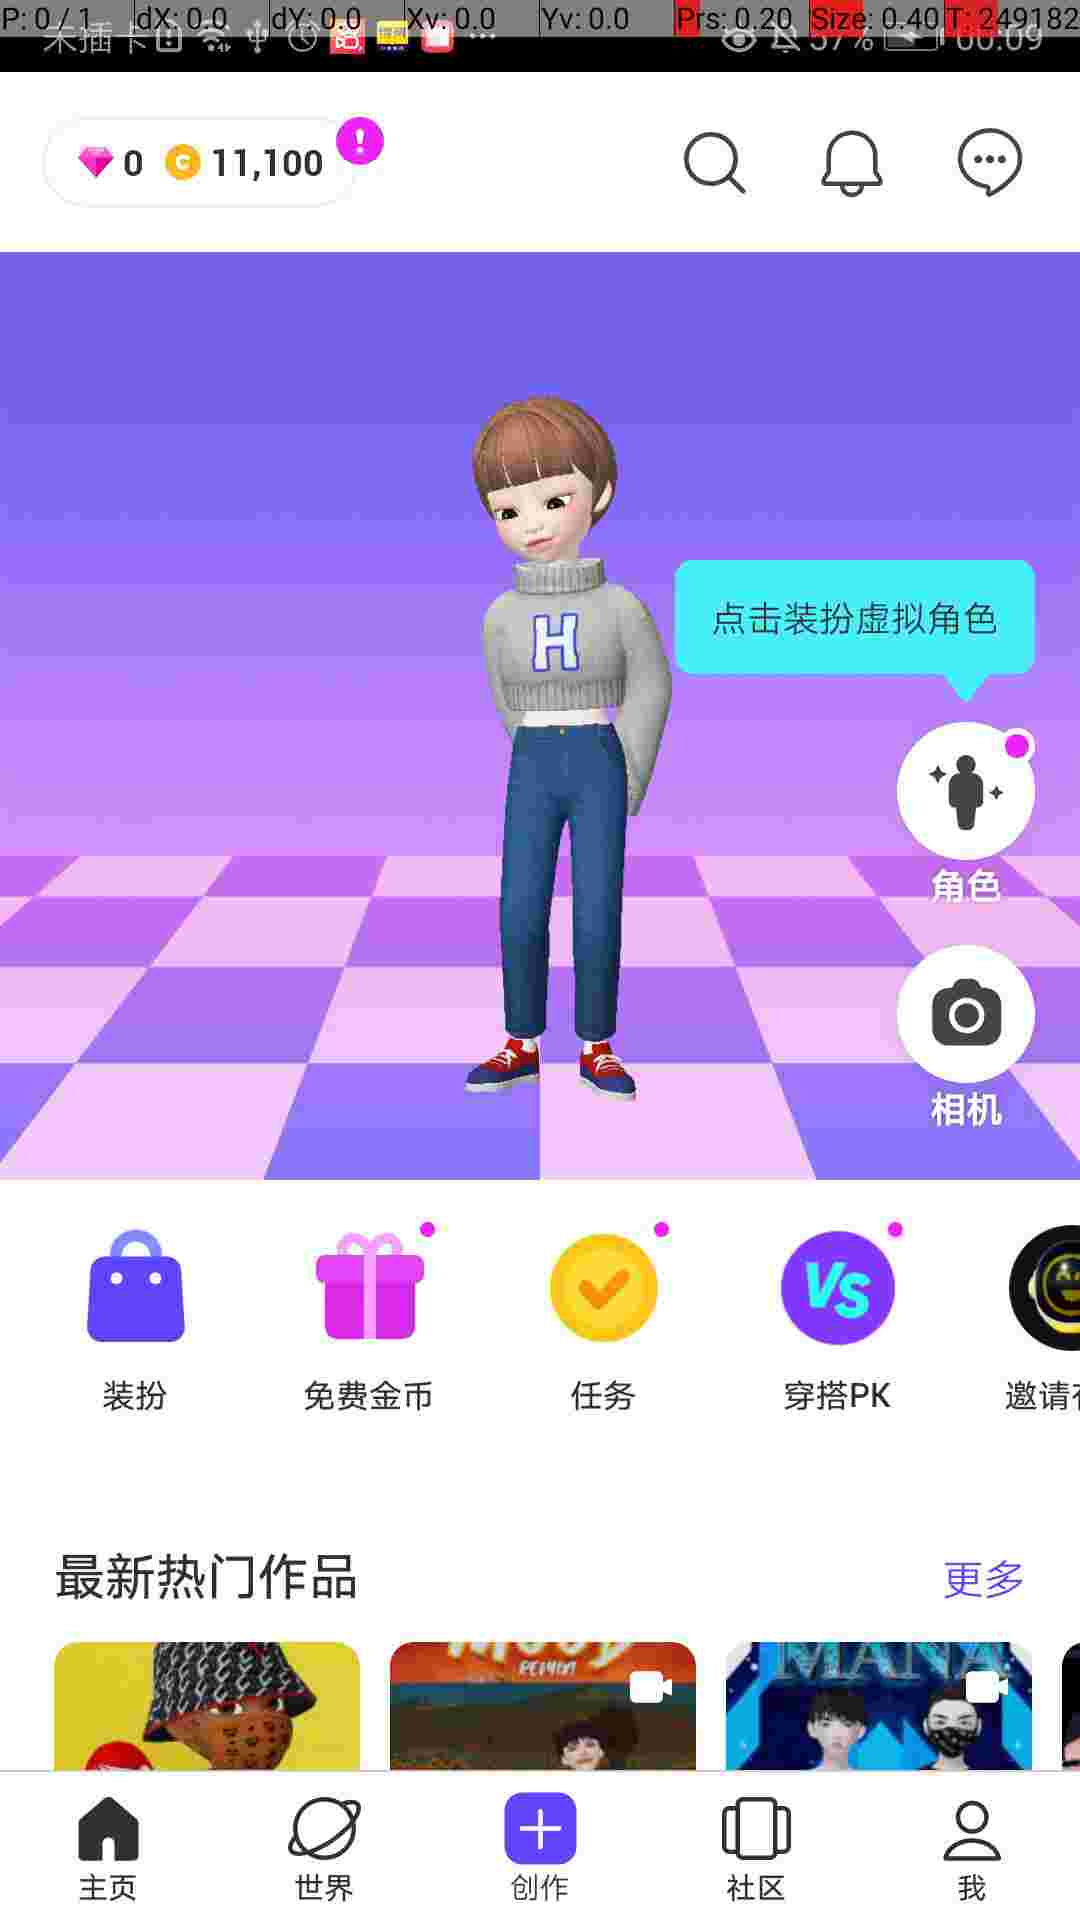 P: 0 / 1 dX: 0.0 dY: 0.0 Xv: 0.0 Yv: 0.0 Prs: 0.20 Size: 0.40 T: 249182
未插卡 57% 00:09
0 11,100
H
点击装扮虚拟角色
角色
相机
装扮 免费金币 任务 穿搭PK 邀请
VS
最新热门作品 更多
MOOD MANA
主页 世界 创作 社区 我